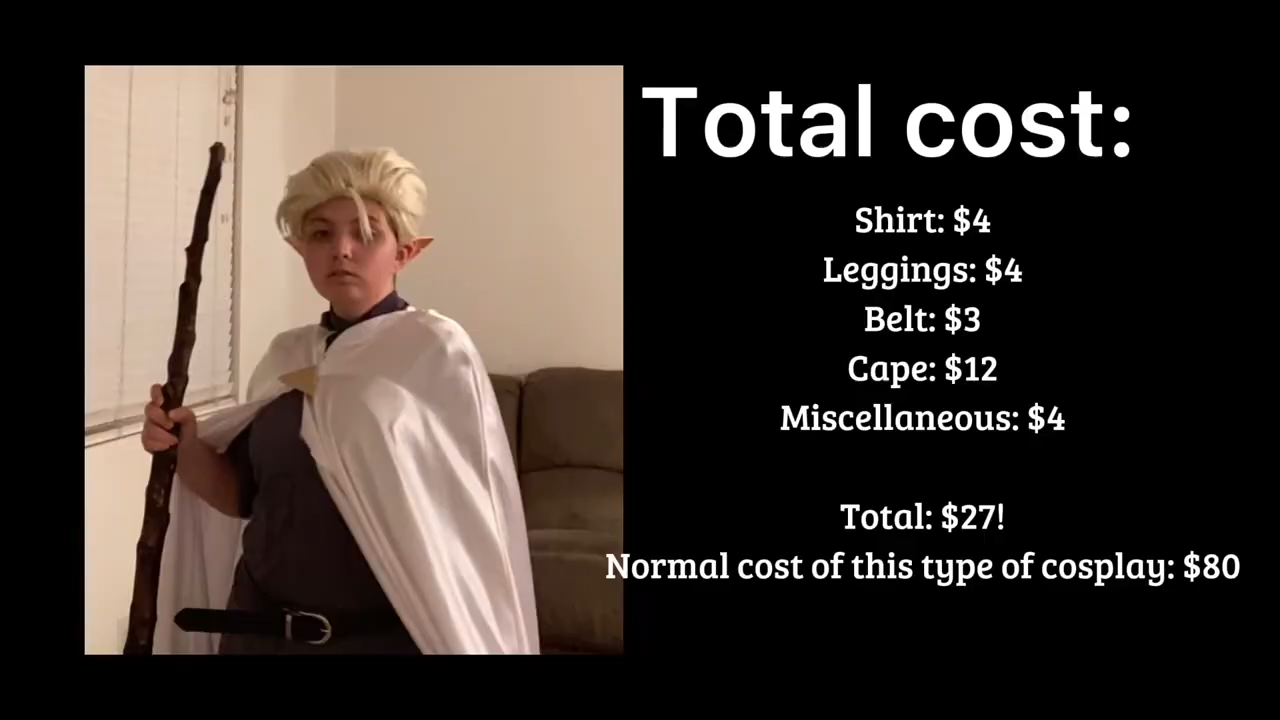 Total cost:
Shirt: $4
Leggings: $4
Belt: $3
Cape: $12
Miscellaneous: $4
Total: $27!
Normal cost of this type of cosplay: $80